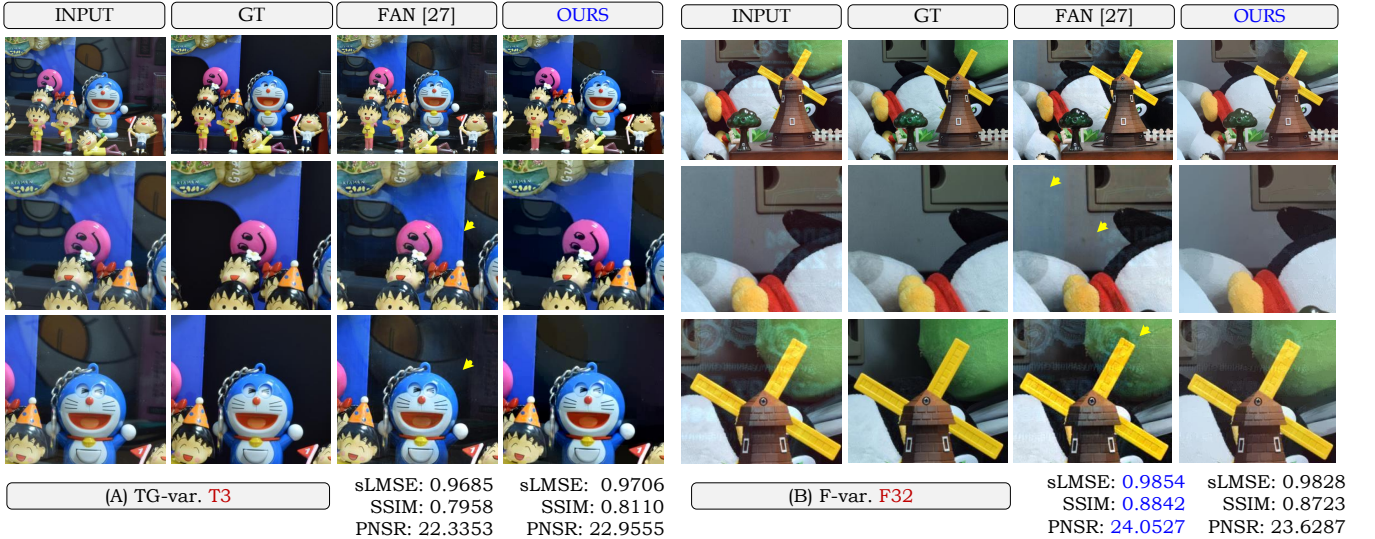 INPUT GT FAN [27] OURS
INPUT GT FAN [27] OURS
(A) TG-var. T3
sLMSE: 0.9685 sLMSE: 0.9706
SSIM: 0.7958 SSIM: 0.8110
PNSR: 22.3353 PNSR: 22.9555
(B) F-var. F32
sLMSE: 0.9854 sLMSE: 0.9828
SSIM: 0.8842 SSIM: 0.8723
PNSR: 24.0527 PNSR: 23.6287